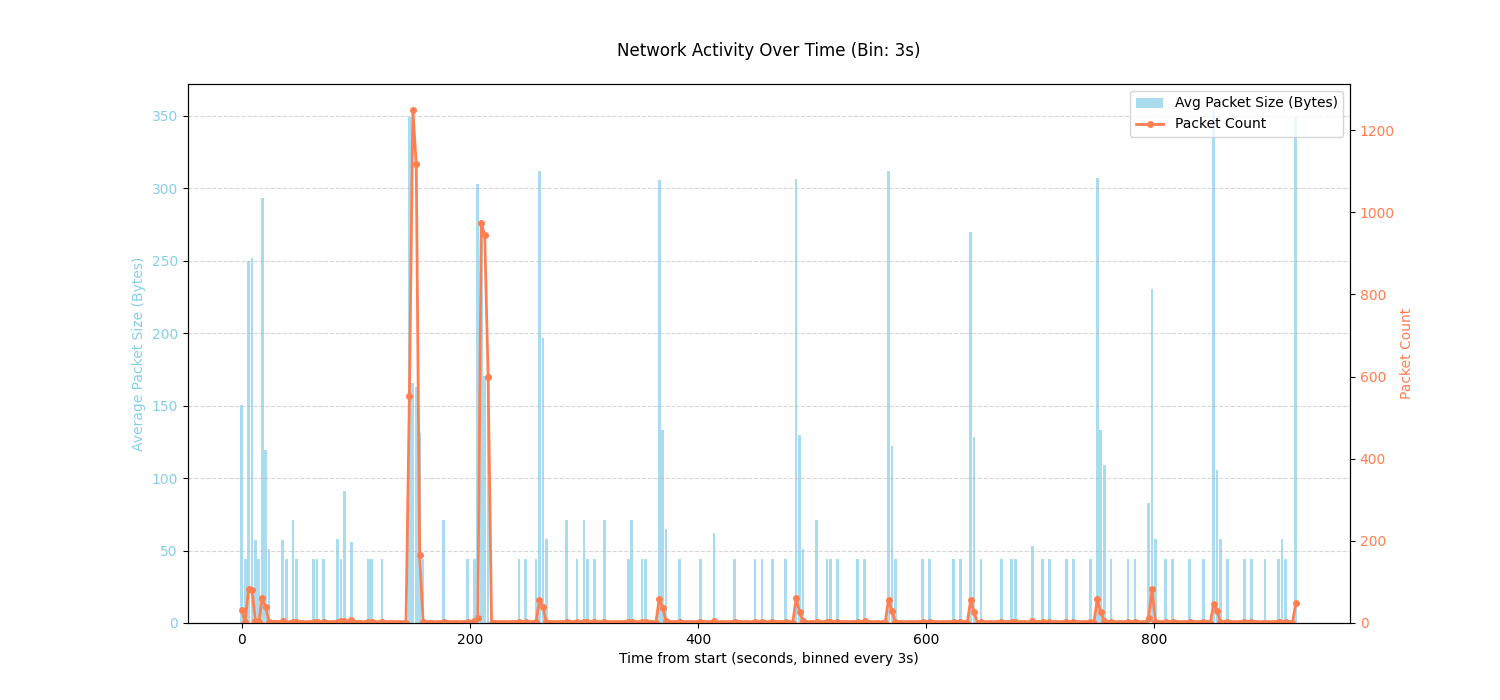 Network Activity Over Time (Bin: 3s)
Avg Packet Size (Bytes)
Packet Count
Average Packet Size (Bytes)
350
300
250
200
150
100
50
0
1200
1000
800
600
400
200
0
Packet Count
0 200 400 600 800
Time from start (seconds, binned every 3s)